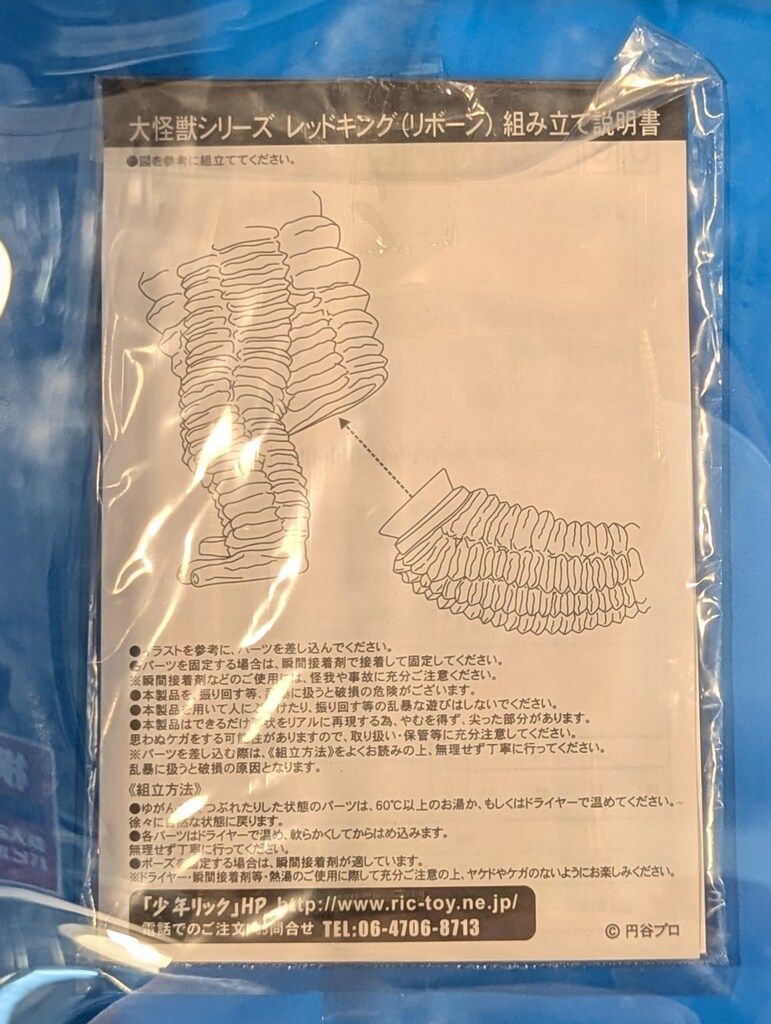 大怪獣シリーズ レッドキング(リボーン) 組み立て説明書
●図を参考に組立ててください。
●イラストを参考に、パーツを差し込んでください。
●パーツを固定する場合は、瞬間接着剤で接着して固定してください。
※瞬間接着剤などのご使用には、怪我や事故に充分ご注意ください。
●本製品を、振り回す等、乱暴に扱うと破損の危険がございます。
●本製品を用いて人にぶつけたり、振り回す等の乱暴な遊びはしないでください。
●本製品はできるだけ形状をリアルに再現する為、やむを得ず、尖った部分があります。
思わぬケガをする可能性がありますので、取り扱い・保管等に充分注意してください。
※パーツを差し込む際は、《組立方法》をよくお読みの上、無理せず丁寧に行ってください。
乱暴に扱うと破損の原因となります。
《組立方法》
●ゆがんだり つぶれたりした状態のパーツは、60℃以上のお湯か、もしくはドライヤーで温めてください。
徐々に自然な状態に戻ります。
●各パーツはドライヤーで温め、軟らかくしてからはめ込みます。
無理せず丁寧に行ってください。
●ポーズを固定する場合は、瞬間接着剤が適しています。
※ドライヤー・瞬間接着剤等・熱湯のご使用に際して充分ご注意の上、ヤケドやケガのないようにお楽しみください。
「少年リック」HP http://www.ric-toy.ne.jp/
電話でのご注文・お問合せ TEL:06-4706-8713
© 円谷プロ